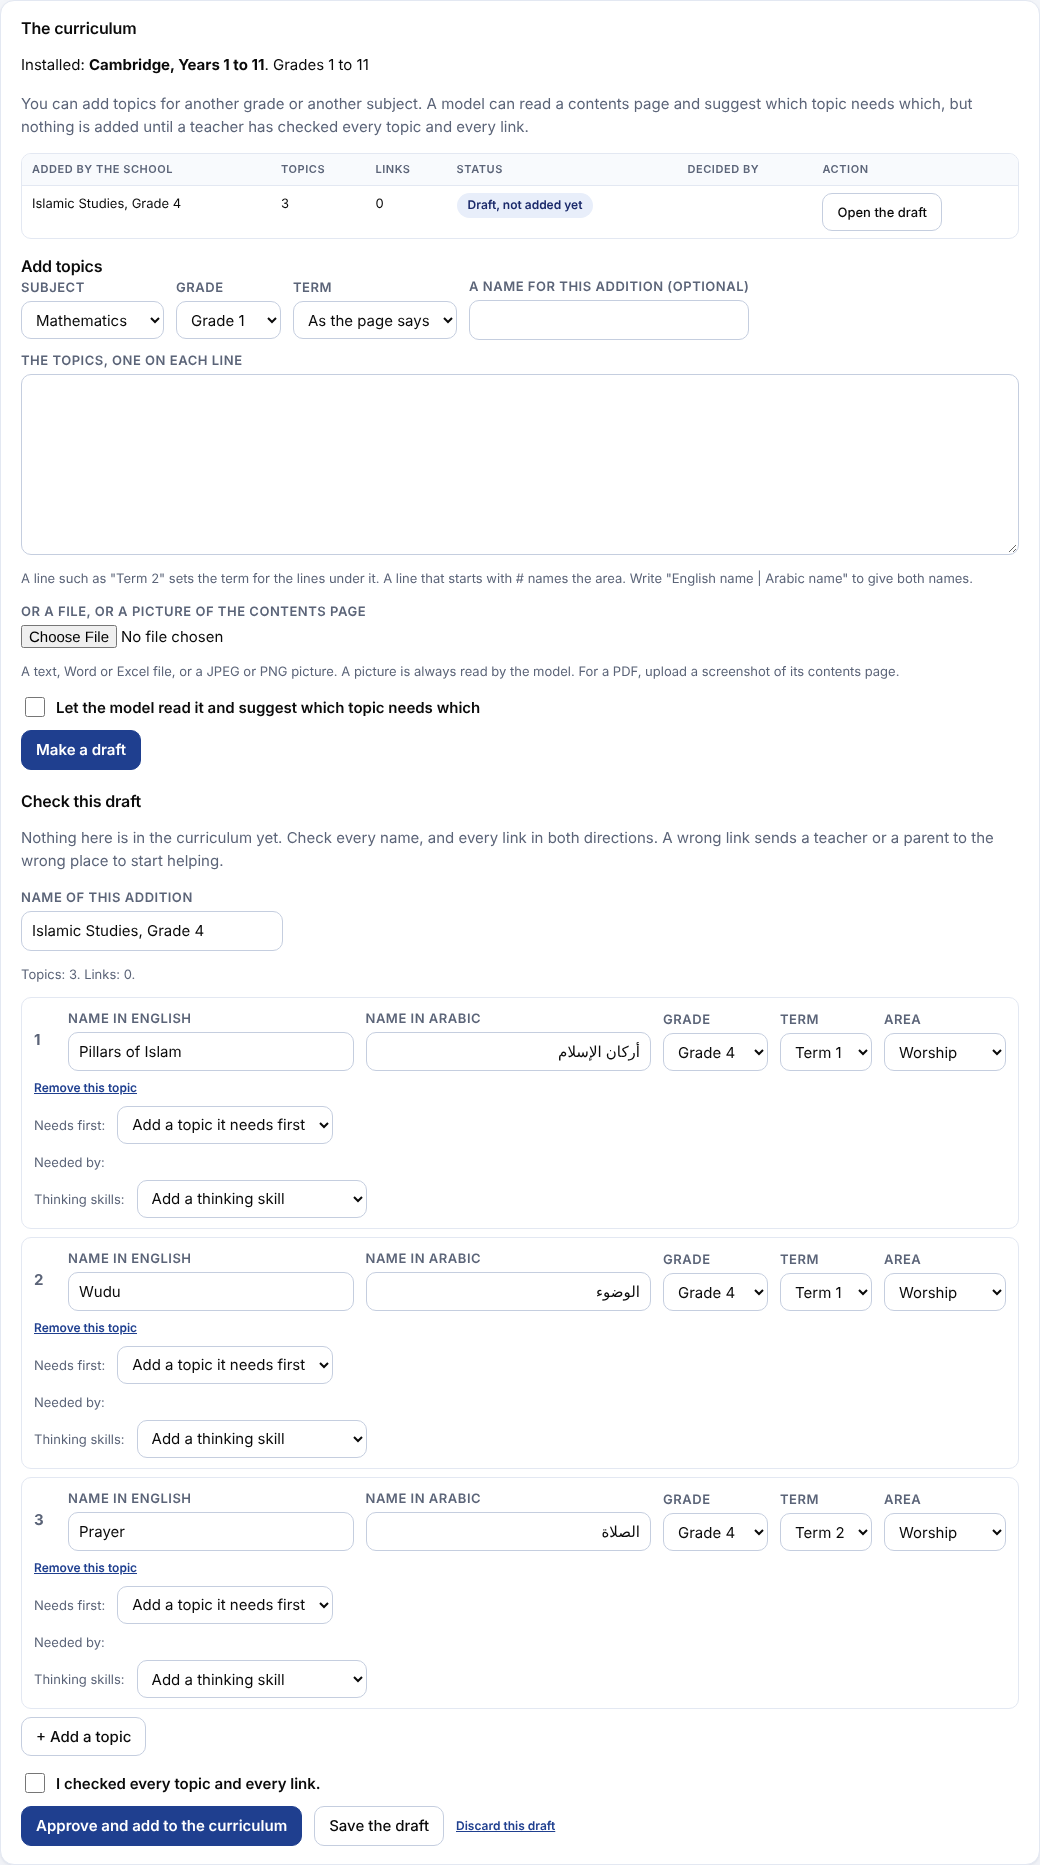 The curriculum
Installed: Cambridge, Years 1 to 11. Grades 1 to 11
You can add topics for another grade or another subject. A model can read a contents page and suggest which topic needs which, but
nothing is added until a teacher has checked every topic and every link.
ADDED BY THE SCHOOL TOPICS LINKS STATUS DECIDED BY ACTION
Islamic Studies, Grade 4 3 0 Draft, not added yet Open the draft
Add topics
SUBJECT GRADE TERM A NAME FOR THIS ADDITION (OPTIONAL)
Mathematics Grade 1 As the page says
THE TOPICS, ONE ON EACH LINE
A line such as "Term 2" sets the term for the lines under it. A line that starts with # names the area. Write "English name | Arabic name" to give both names.
OR A FILE, OR A PICTURE OF THE CONTENTS PAGE
Choose File No file chosen
A text, Word or Excel file, or a JPEG or PNG picture. A picture is always read by the model. For a PDF, upload a screenshot of its contents page.
Let the model read it and suggest which topic needs which
Make a draft
Check this draft
Nothing here is in the curriculum yet. Check every name, and every link in both directions. A wrong link sends a teacher or a parent to the
wrong place to start helping.
NAME OF THIS ADDITION
Islamic Studies, Grade 4
Topics: 3. Links: 0.
NAME IN ENGLISH NAME IN ARABIC GRADE TERM AREA
1 Pillars of Islam أركان الإسلام Grade 4 Term 1 Worship
Remove this topic
Needs first: Add a topic it needs first
Needed by:
Thinking skills: Add a thinking skill
NAME IN ENGLISH NAME IN ARABIC GRADE TERM AREA
2 Wudu الوضوء Grade 4 Term 1 Worship
Remove this topic
Needs first: Add a topic it needs first
Needed by:
Thinking skills: Add a thinking skill
NAME IN ENGLISH NAME IN ARABIC GRADE TERM AREA
3 Prayer الصلاة Grade 4 Term 2 Worship
Remove this topic
Needs first: Add a topic it needs first
Needed by:
Thinking skills: Add a thinking skill
+ Add a topic
I checked every topic and every link.
Approve and add to the curriculum Save the draft Discard this draft